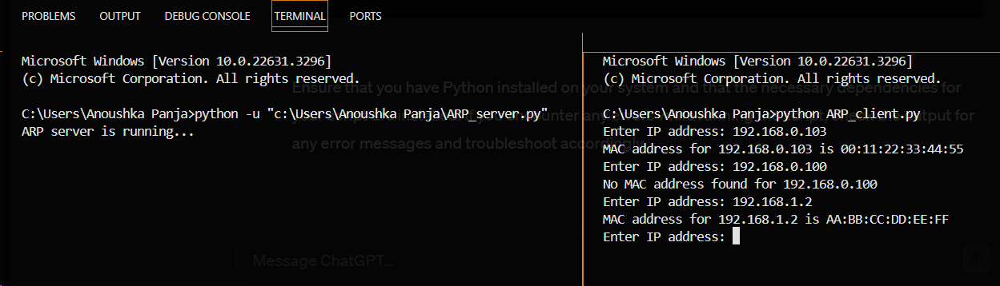 PROBLEMS OUTPUT DEBUG CONSOLE TERMINAL PORTS
Microsoft Windows [Version 10.0.22631.3296]
(c) Microsoft Corporation. All rights reserved.
C:\Users\Anoushka Panja>python -u "c:\Users\Anoushka Panja\ARP_server.py"
ARP server is running...
Microsoft Windows [Version 10.0.22631.3296]
(c) Microsoft Corporation. All rights reserved.
C:\Users\Anoushka Panja>python ARP_client.py
Enter IP address: 192.168.0.103
MAC address for 192.168.0.103 is 00:11:22:33:44:55
Enter IP address: 192.168.0.100
No MAC address found for 192.168.0.100
Enter IP address: 192.168.1.2
MAC address for 192.168.1.2 is AA:BB:CC:DD:EE:FF
Enter IP address:
Ensure that you have Python installed on your system and that the necessary dependencies for
any error messages and troubleshoot accordingly
Message ChatGPT...